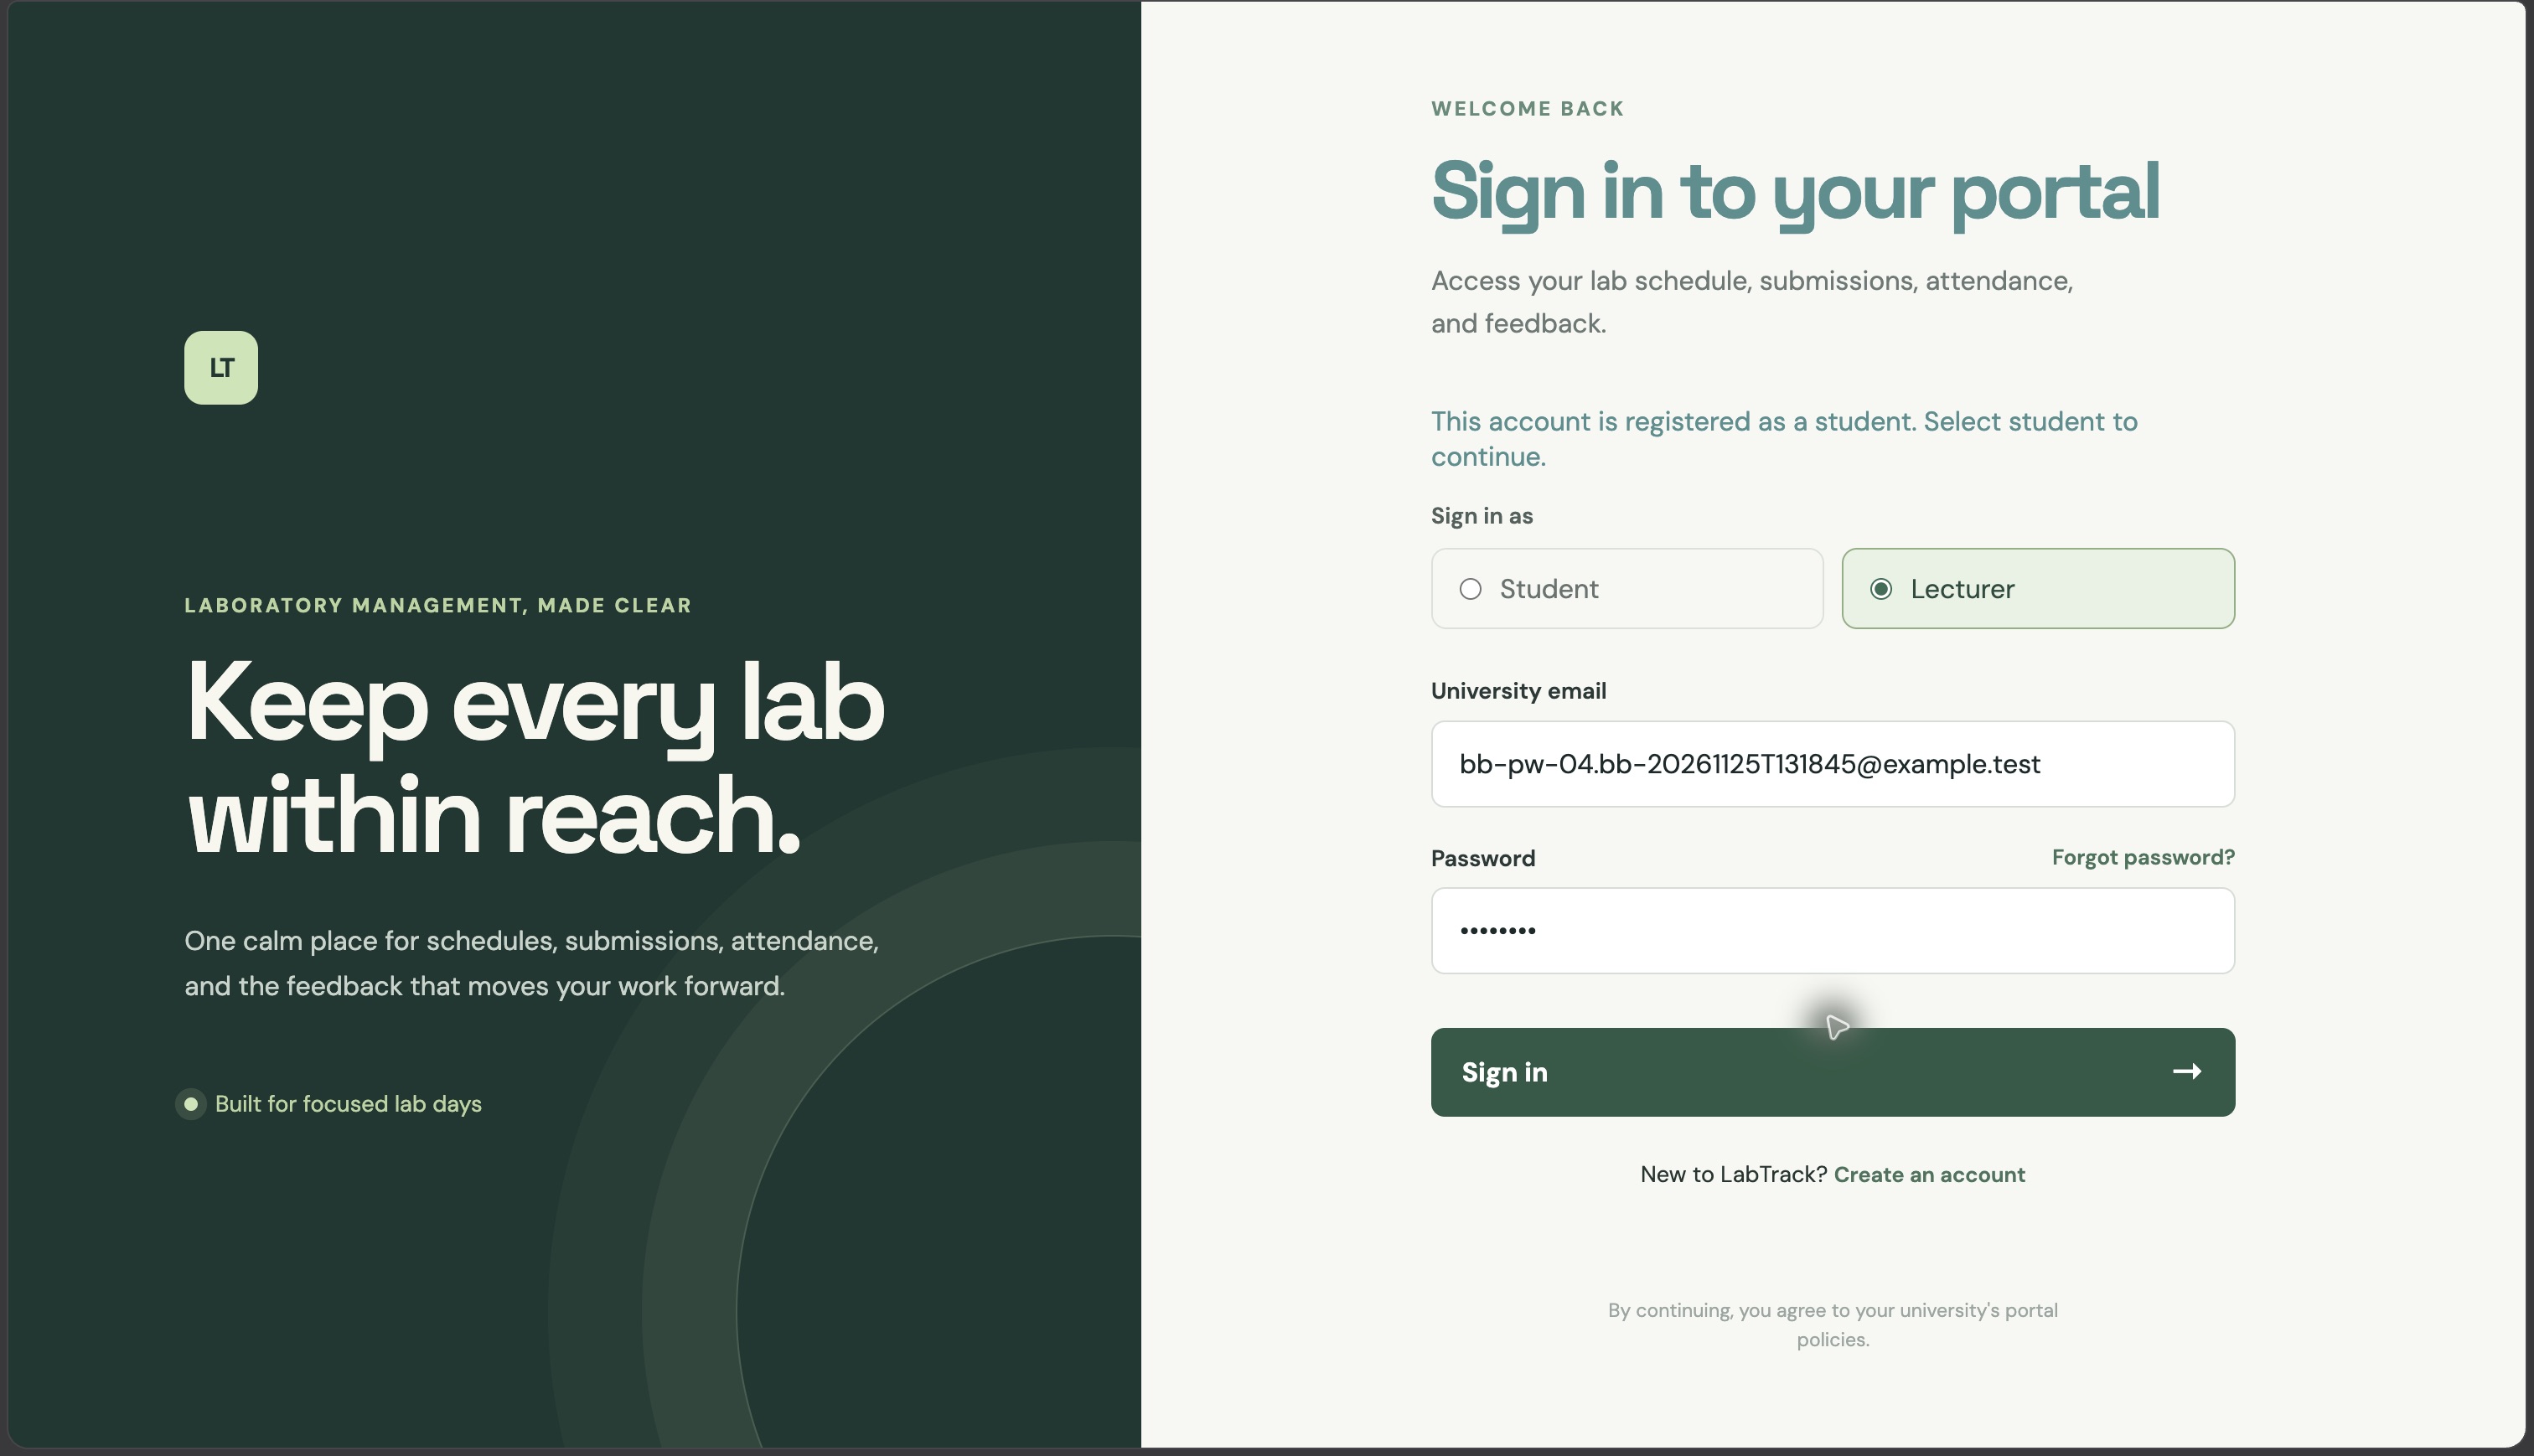 LT
LABORATORY MANAGEMENT, MADE CLEAR
Keep every lab
within reach.
One calm place for schedules, submissions, attendance,
and the feedback that moves your work forward.
Built for focused lab days
WELCOME BACK
Sign in to your portal
Access your lab schedule, submissions, attendance,
and feedback.
This account is registered as a student. Select student to
continue.
Sign in as
Student
Lecturer
University email
bb-pw-04.bb-20261125T131845@example.test
Password
Forgot password?
••••••••
Sign in →
New to LabTrack? Create an account
By continuing, you agree to your university's portal
policies.